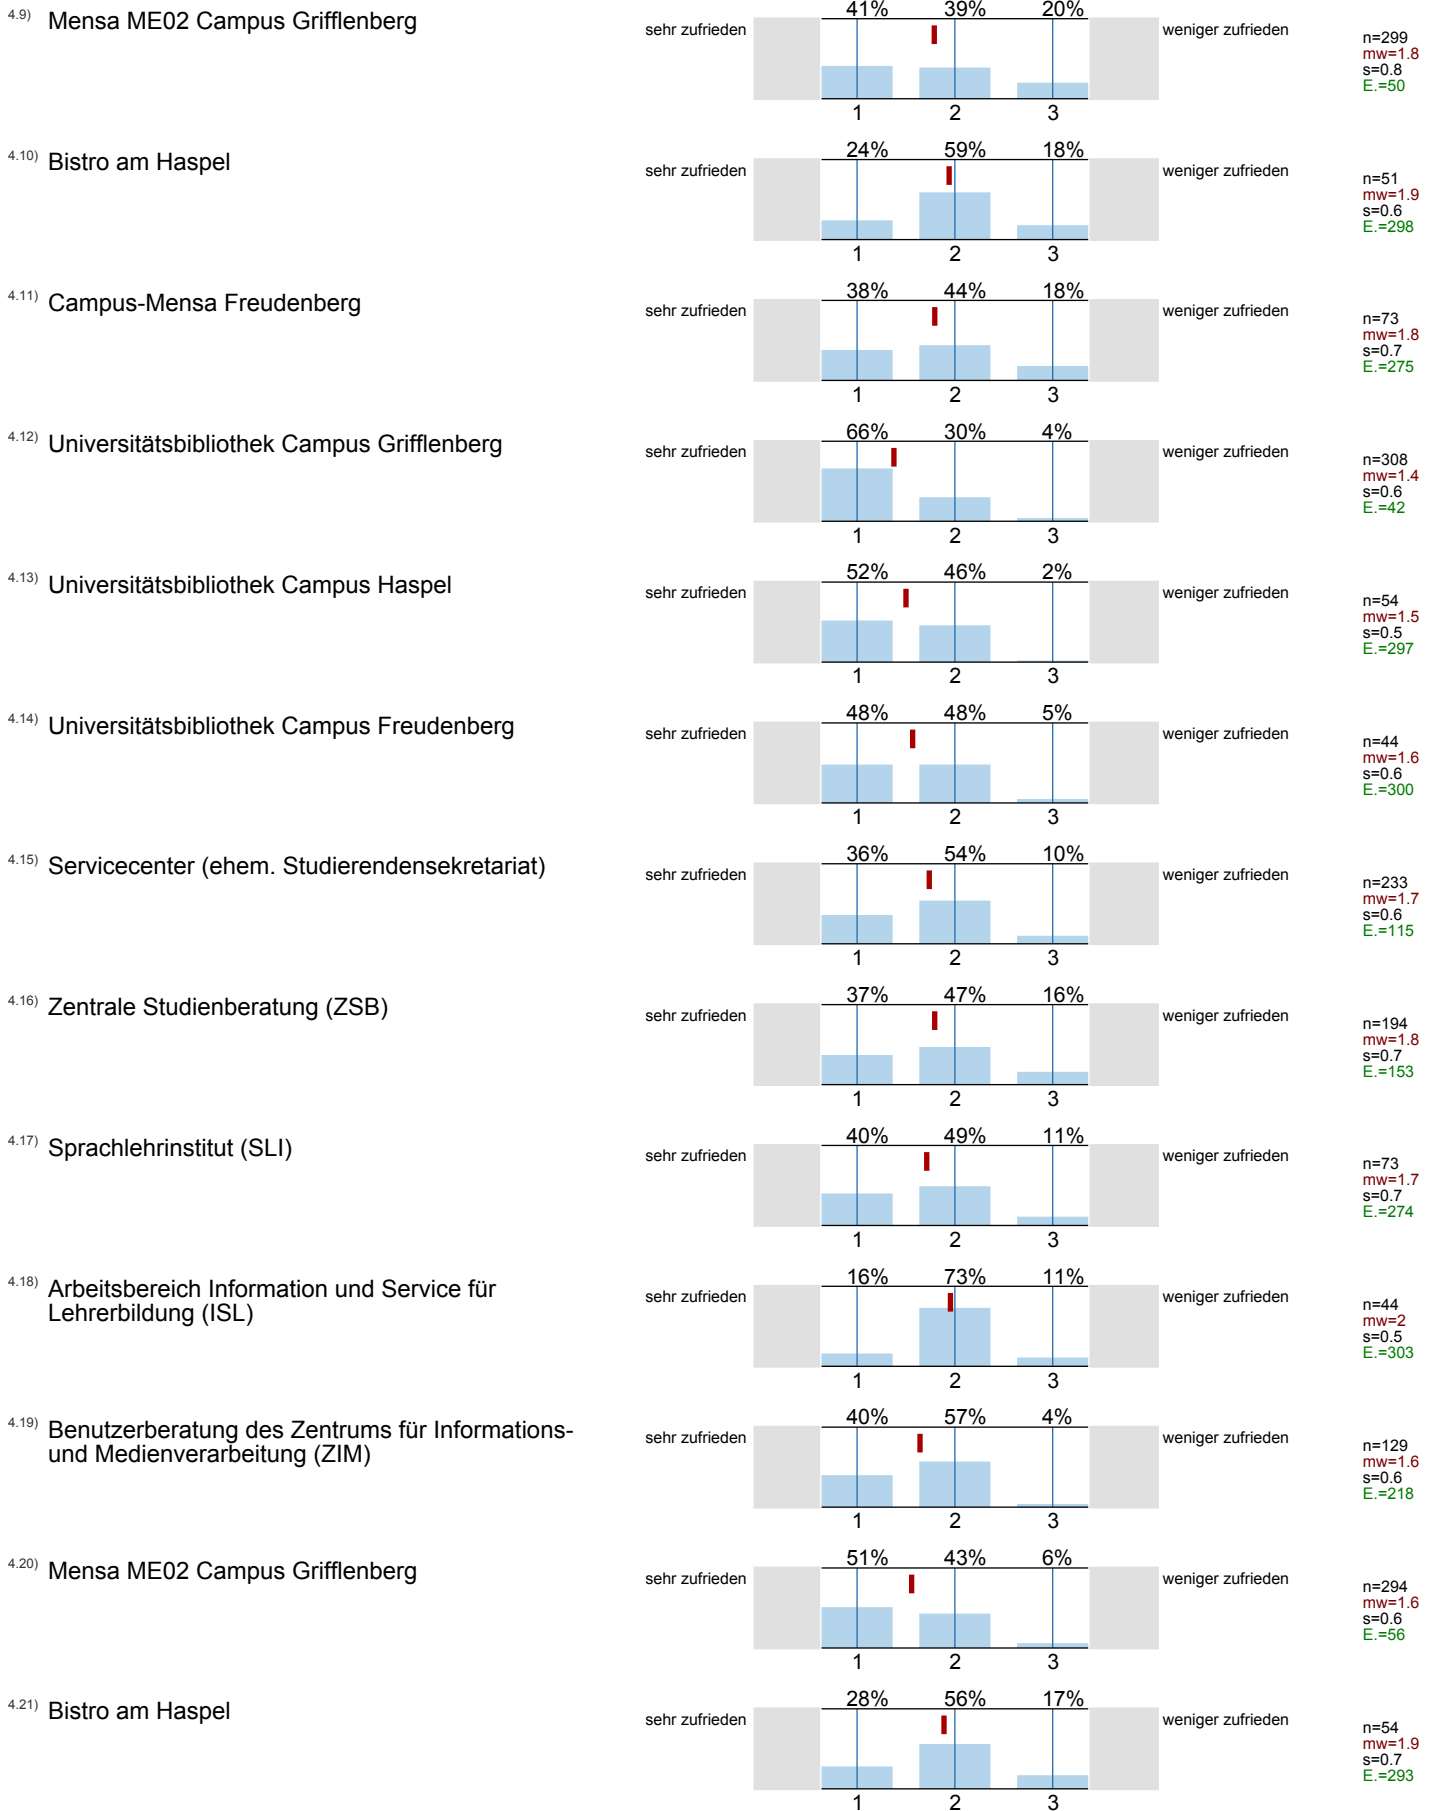 4.9) Mensa ME02 Campus Grifflenberg
41% 39% 20%
sehr zufrieden weniger zufrieden
n=299
mw=1.8
s=0.8
E.=50
1 2 3
4.10) Bistro am Haspel
24% 59% 18%
sehr zufrieden weniger zufrieden
n=51
mw=1.9
s=0.6
E.=298
1 2 3
4.11) Campus-Mensa Freudenberg
38% 44% 18%
sehr zufrieden weniger zufrieden
n=73
mw=1.8
s=0.7
E.=275
1 2 3
4.12) Universitätsbibliothek Campus Grifflenberg
66% 30% 4%
sehr zufrieden weniger zufrieden
n=308
mw=1.4
s=0.6
E.=42
1 2 3
4.13) Universitätsbibliothek Campus Haspel
52% 46% 2%
sehr zufrieden weniger zufrieden
n=54
mw=1.5
s=0.5
E.=297
1 2 3
4.14) Universitätsbibliothek Campus Freudenberg
48% 48% 5%
sehr zufrieden weniger zufrieden
n=44
mw=1.6
s=0.6
E.=300
1 2 3
4.15) Servicecenter (ehem. Studierendensekretariat)
36% 54% 10%
sehr zufrieden weniger zufrieden
n=233
mw=1.7
s=0.6
E.=115
1 2 3
4.16) Zentrale Studienberatung (ZSB)
37% 47% 16%
sehr zufrieden weniger zufrieden
n=194
mw=1.8
s=0.7
E.=153
1 2 3
4.17) Sprachlehrinstitut (SLI)
40% 49% 11%
sehr zufrieden weniger zufrieden
n=73
mw=1.7
s=0.7
E.=274
1 2 3
4.18) Arbeitsbereich Information und Service für
Lehrerbildung (ISL)
16% 73% 11%
sehr zufrieden weniger zufrieden
n=44
mw=2
s=0.5
E.=303
1 2 3
4.19) Benutzerberatung des Zentrums für Informations-
und Medienverarbeitung (ZIM)
40% 57% 4%
sehr zufrieden weniger zufrieden
n=129
mw=1.6
s=0.6
E.=218
1 2 3
4.20) Mensa ME02 Campus Grifflenberg
51% 43% 6%
sehr zufrieden weniger zufrieden
n=294
mw=1.6
s=0.6
E.=56
1 2 3
4.21) Bistro am Haspel
28% 56% 17%
sehr zufrieden weniger zufrieden
n=54
mw=1.9
s=0.7
E.=293
1 2 3